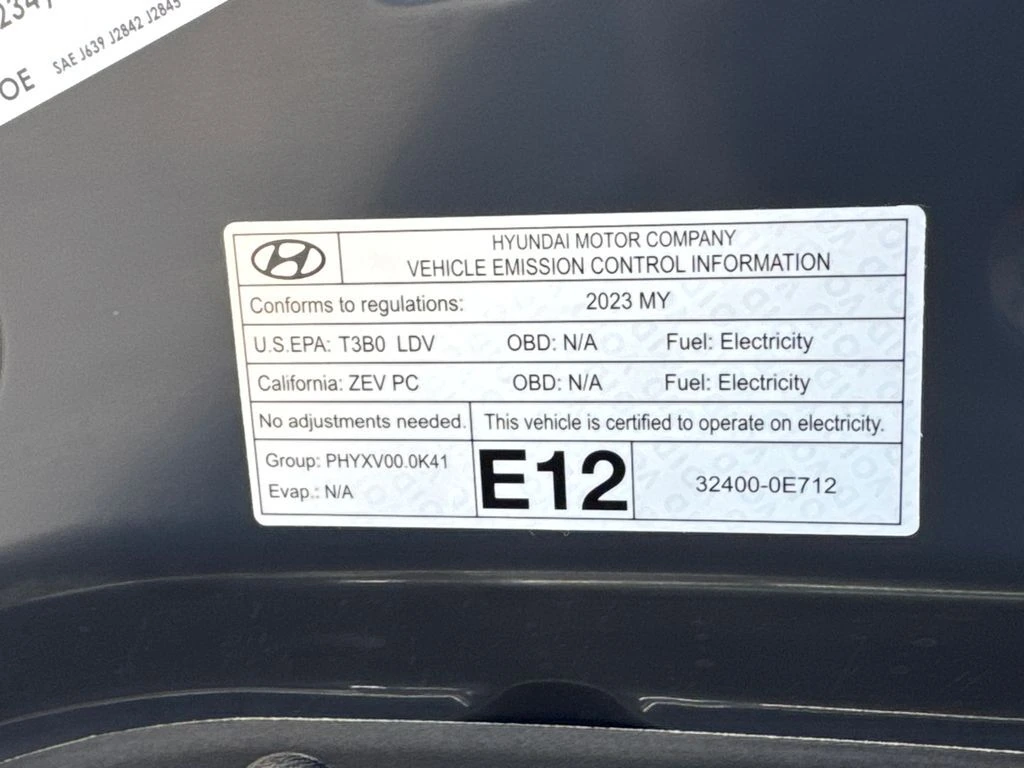 OE SAE J639 J2842 J2845
HYUNDAI MOTOR COMPANY
VEHICLE EMISSION CONTROL INFORMATION
Conforms to regulations: 2023 MY
U.S.EPA: T3B0 LDV OBD: N/A Fuel: Electricity
California: ZEV PC OBD: N/A Fuel: Electricity
No adjustments needed. This vehicle is certified to operate on electricity.
Group: PHYXV00.0K41
Evap.: N/A
E12
32400-0E712